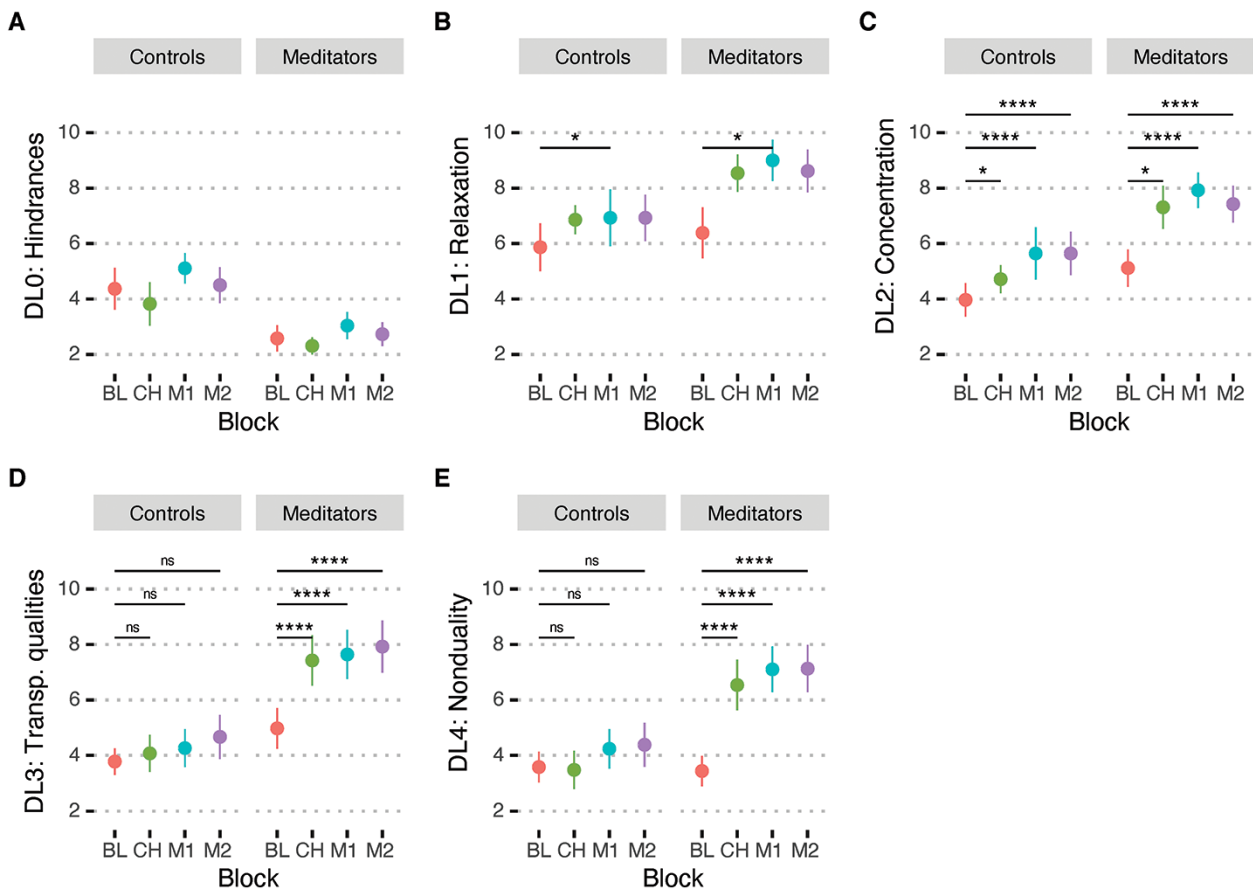 A
Controls Meditators
10
8
6
4
2
DL0: Hindrances
BL CH M1 M2 BL CH M1 M2
Block
B
Controls Meditators
* *
10
8
6
4
2
DL1: Relaxation
BL CH M1 M2 BL CH M1 M2
Block
C
Controls Meditators
**** ****
**** ****
* *
10
8
6
4
2
DL2: Concentration
BL CH M1 M2 BL CH M1 M2
Block
D
Controls Meditators
ns ****
ns ****
ns ****
10
8
6
4
2
DL3: Transp. qualities
BL CH M1 M2 BL CH M1 M2
Block
E
Controls Meditators
ns ****
ns ****
ns ****
10
8
6
4
2
DL4: Nonduality
BL CH M1 M2 BL CH M1 M2
Block